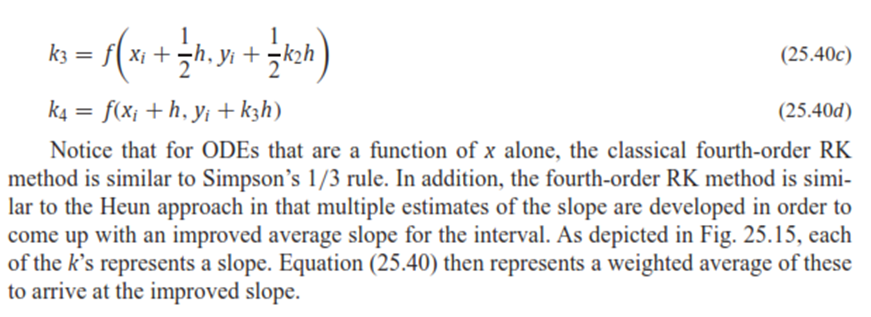 k3 = f(xi + 1/2 h, yi + 1/2 k2h) (25.40c)
k4 = f(xi + h, yi + k3h) (25.40d)
Notice that for ODEs that are a function of x alone, the classical fourth-order RK
method is similar to Simpson's 1/3 rule. In addition, the fourth-order RK method is simi-
lar to the Heun approach in that multiple estimates of the slope are developed in order to
come up with an improved average slope for the interval. As depicted in Fig. 25.15, each
of the k's represents a slope. Equation (25.40) then represents a weighted average of these
to arrive at the improved slope.